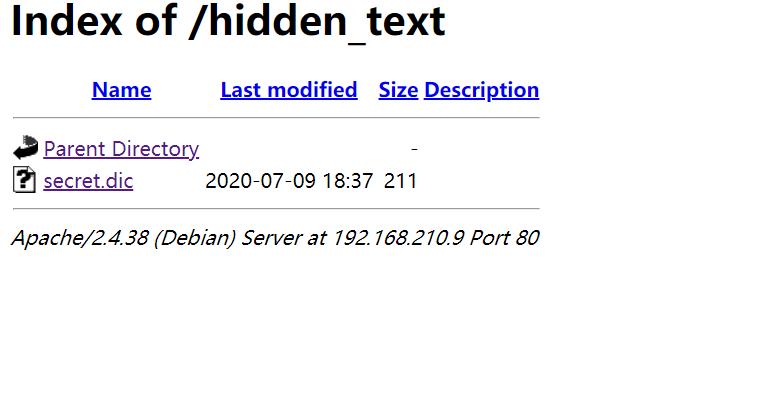 Index of /hidden_text
Name Last modified Size Description
Parent Directory -
secret.dic 2020-07-09 18:37 211
Apache/2.4.38 (Debian) Server at 192.168.210.9 Port 80